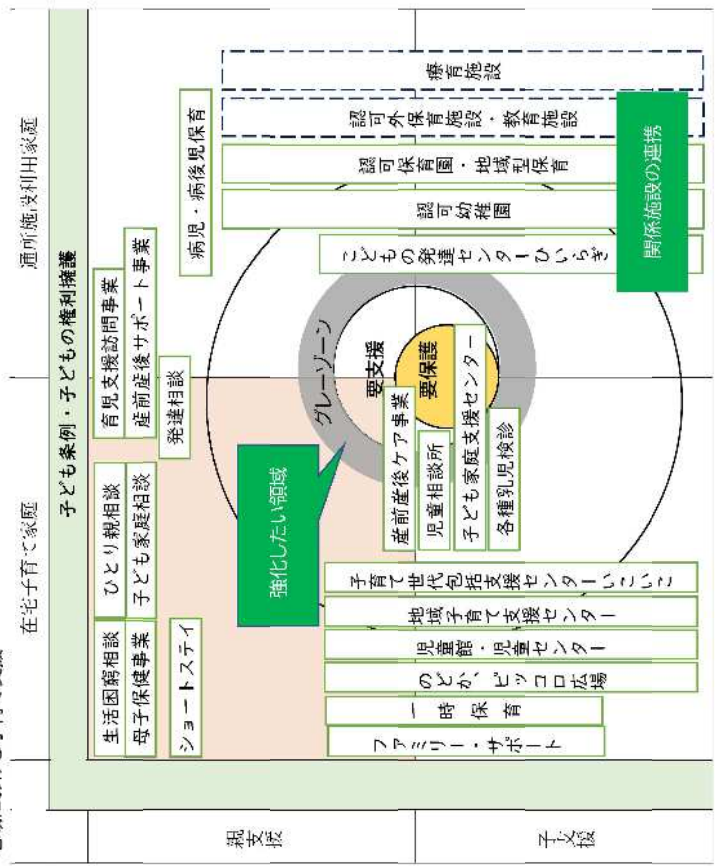 在宅子育て家庭
通所施設利用家庭
子ども条例・子どもの権利擁護
親支援
子支援
生活困窮相談
母子保健事業
ショートステイ
ひとり親相談
子ども家庭相談
育児支援訪問事業
産前産後サポート事業
発達相談
病児・病後児保育
強化したい領域
グレーゾーン
要支援
要保護
産前産後ケア事業
児童相談所
子ども家庭支援センター
各種乳児検診
ファミリー・サポート
一時保育
のどか、ピッコロ広場
児童館・児童センター
地域子育て支援センター
子育て世代包括支援センターいこいこ
こどもの発達センターひいらぎ
認可幼稚園
認可保育園・地域型保育
認可外保育施設・教育施設
療育施設
関係施設の連携